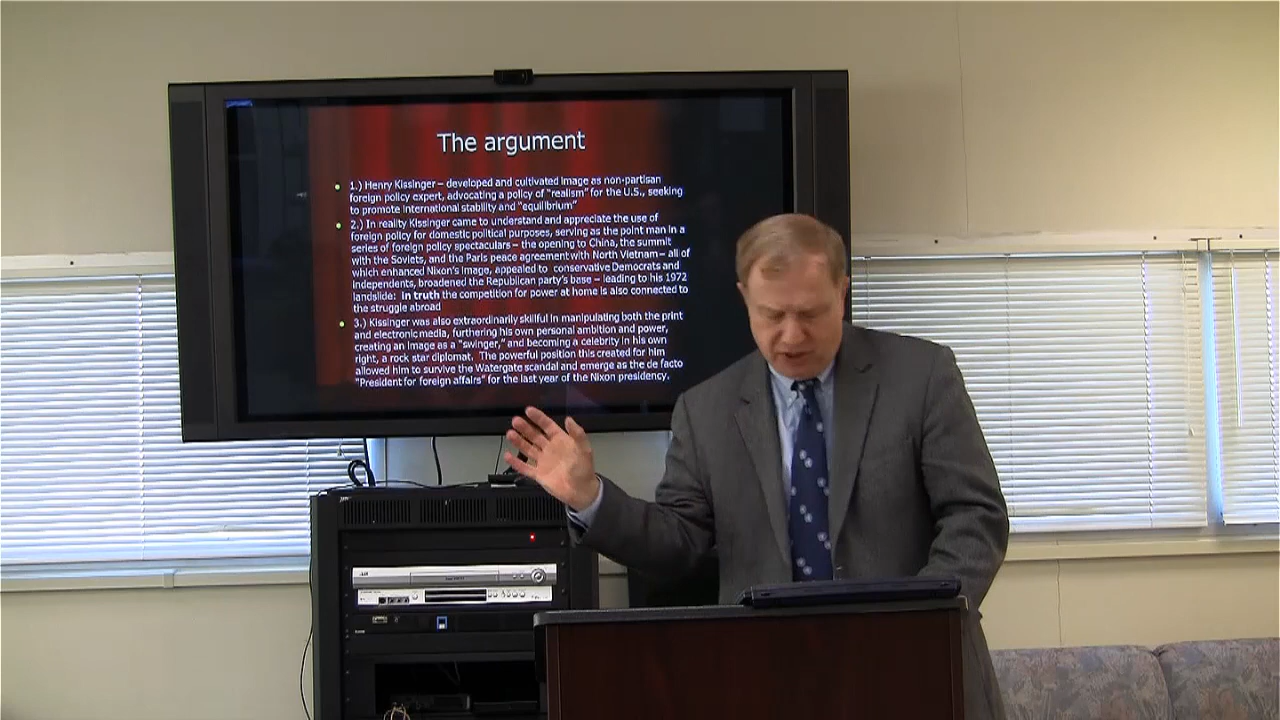 The argument
1.) Henry Kissinger – developed and cultivated image as non-partisan
foreign policy expert, advocating a policy of "realism" for the U.S., seeking
to promote international stability and "equilibrium"
2.) In reality Kissinger came to understand and appreciate the use of
foreign policy for domestic political purposes, serving as the point man in a
series of foreign policy spectaculars – the opening to China, the summit
with the Soviets, and the Paris peace agreement with North Vietnam – all of
which enhanced Nixon's image, appealed to conservative Democrats and
independents, broadened the Republican party's base – leading to his 1972
landslide: in truth the competition for power at home is also connected to
the struggle abroad
3.) Kissinger was also extraordinarily skillful in manipulating both the print
and electronic media, furthering his own personal ambition and power,
creating an image as a "swinger," and becoming a celebrity in his own
right, a rock star diplomat. The powerful position this created for him
allowed him to survive the Watergate scandal and emerge as the de facto
"President for foreign affairs" for the last year of the Nixon presidency.